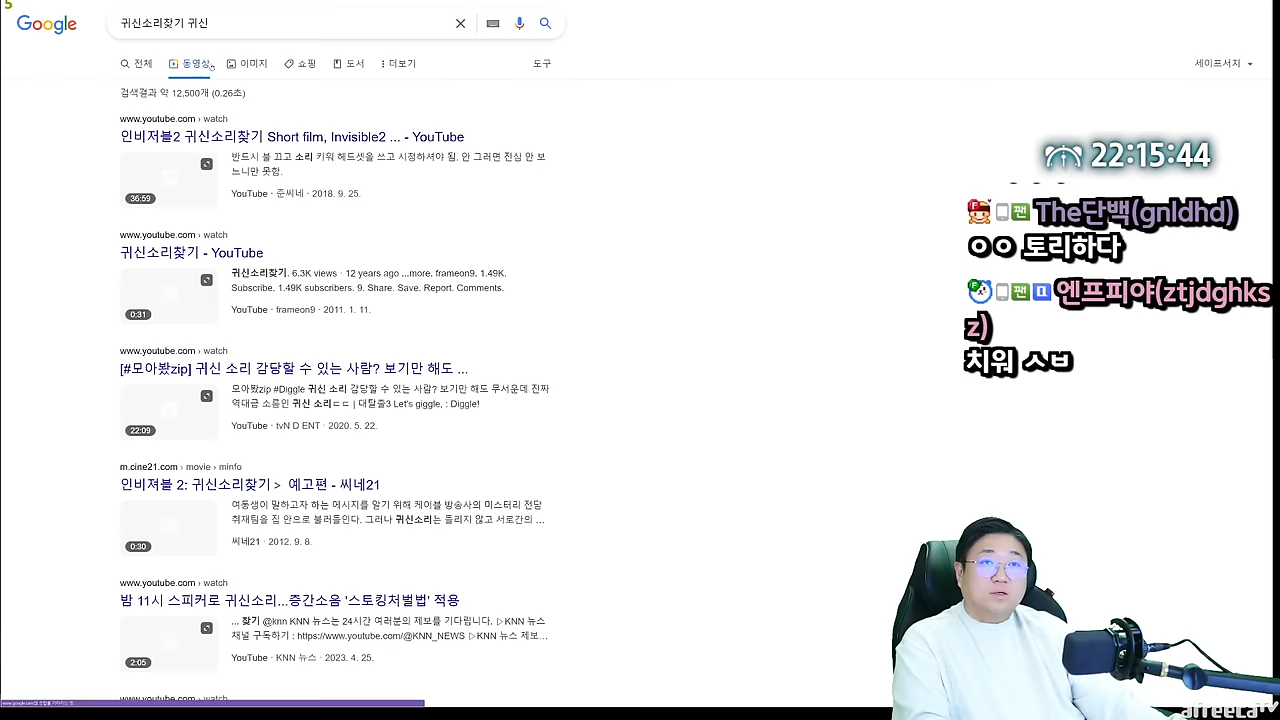 5
Google
귀신소리찾기 귀신
전체
동영상
이미지
쇼핑
도서
더보기
도구
세이프서치
검색결과 약 12,500개 (0.26초)
www.youtube.com › watch
인비저블2 귀신소리찾기 Short film, Invisible2 ... - YouTube
반드시 불 끄고 소리 키워 헤드셋을 쓰고 시청하셔야 됨. 안 그러면 진심 안 보
느니만 못함.
36:59
YouTube · 준씨네 · 2018. 9. 25.
www.youtube.com › watch
귀신소리찾기 - YouTube
귀신소리찾기. 6.3K views · 12 years ago ...more. frameon9. 1.49K.
Subscribe. 1.49K subscribers. 9. Share. Save. Report. Comments.
0:31
YouTube · frameon9 · 2011. 1. 11.
www.youtube.com › watch
[#모아봤zip] 귀신 소리 감당할 수 있는 사람? 보기만 해도 ...
모아봤zip #Diggle 귀신 소리 감당할 수 있는 사람? 보기만 해도 무서운데 진짜
역대급 소름인 귀신 소리ㄷㄷ | 대탈출3 Let's giggle, : Diggle!
22:09
YouTube · tvN D ENT · 2020. 5. 22.
m.cine21.com › movie › minfo
인비져블 2: 귀신소리찾기 > 예고편 - 씨네21
여동생이 말하고자 하는 메시지를 알기 위해 케이블 방송사의 미스터리 전담
취재팀을 집 안으로 불러들인다. 그러나 귀신소리는 들리지 않고 서로간의 ...
0:30
씨네21 · 2012. 9. 8.
www.youtube.com › watch
밤 11시 스피커로 귀신소리...층간소음 '스토킹처벌법' 적용
... 찾기 @knn KNN 뉴스는 24시간 여러분의 제보를 기다립니다. ▷KNN 뉴스
채널 구독하기 : https://www.youtube.com/@KNN_NEWS ▷KNN 뉴스 제보...
2:05
YouTube · KNN 뉴스 · 2023. 4. 25.
www.youtube.com › watch
22:15:44
팬 The단백(gnldhd)
ㅇㅇ 토리하다
팬 엔프피야(ztjdghks
z)
치워 ㅅㅂ
afreecaTV